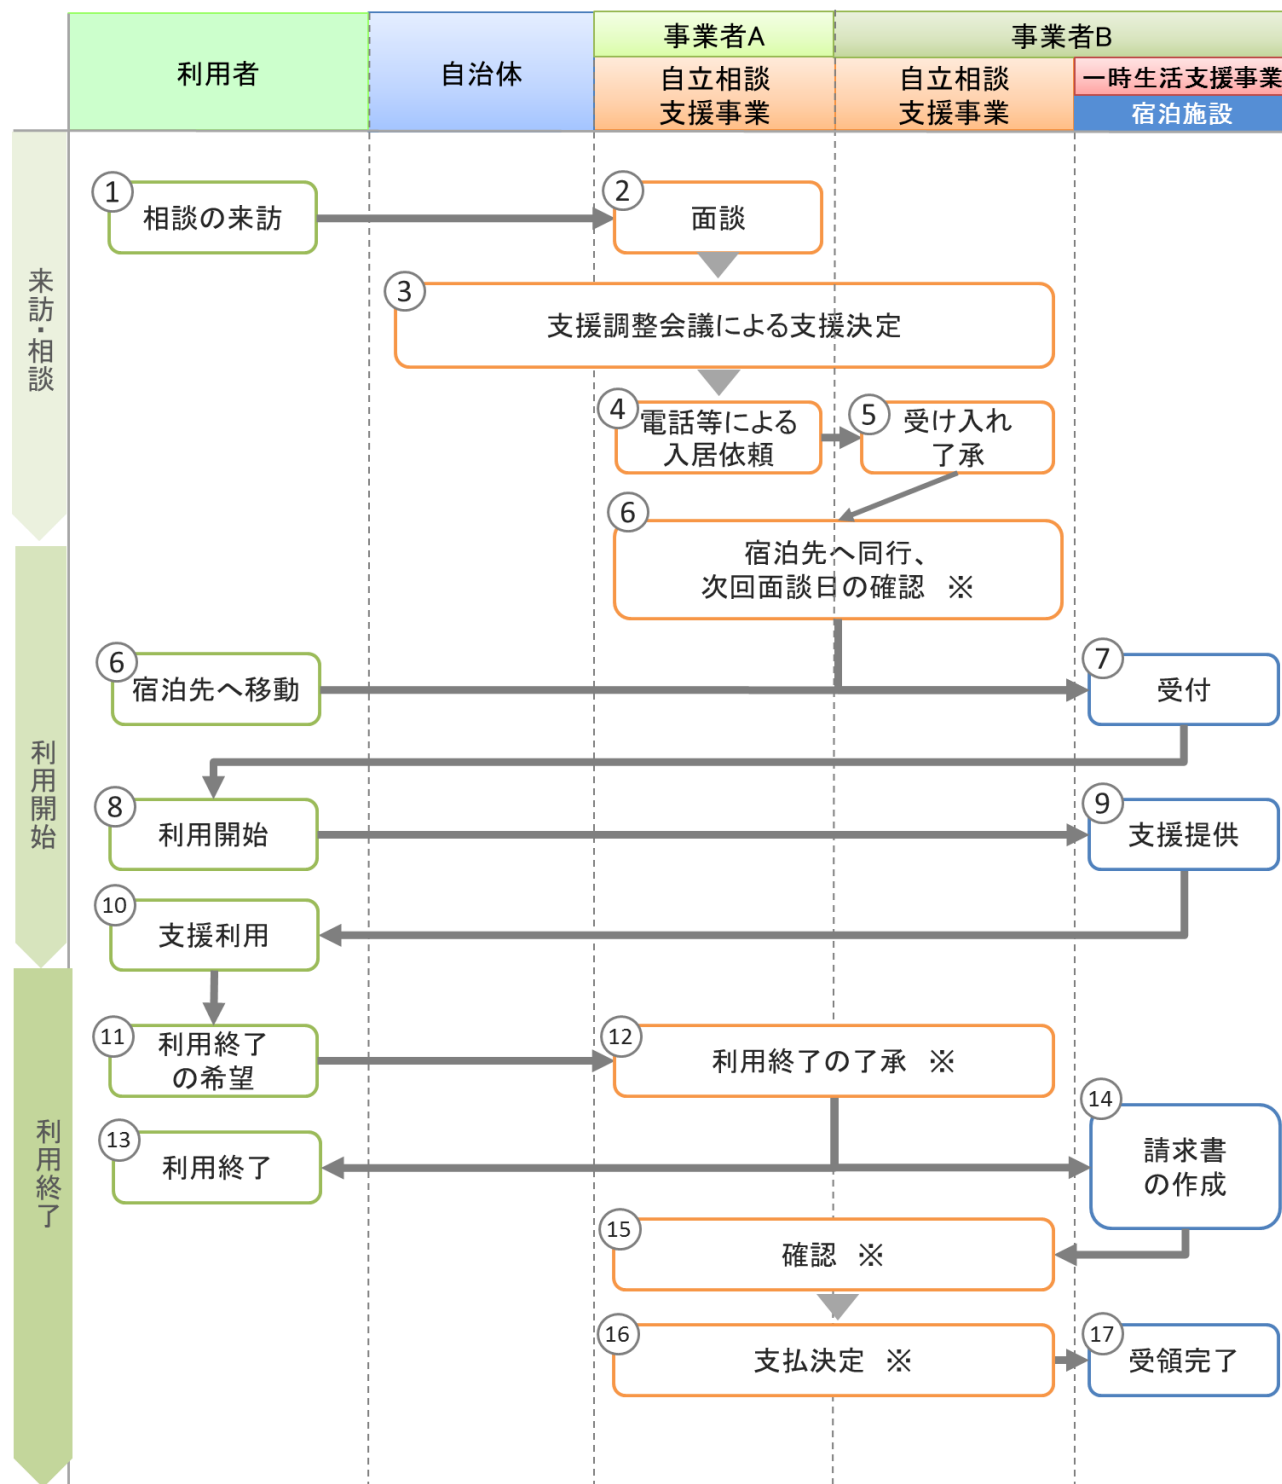 利用者
自治体
事業者A
事業者B
自立相談
支援事業
自立相談
支援事業
一時生活支援事業
宿泊施設
来訪・相談
① 相談の来訪
② 面談
③ 支援調整会議による支援決定
④ 電話等による
入居依頼
⑤ 受け入れ
了承
⑥ 宿泊先へ同行、
次回面談日の確認 ※
利用開始
⑥ 宿泊先へ移動
⑦ 受付
⑧ 利用開始
⑨ 支援提供
⑩ 支援利用
利用終了
⑪ 利用終了
の希望
⑫ 利用終了の了承 ※
⑬ 利用終了
⑭ 請求書
の作成
⑮ 確認 ※
⑯ 支払決定 ※
⑰ 受領完了